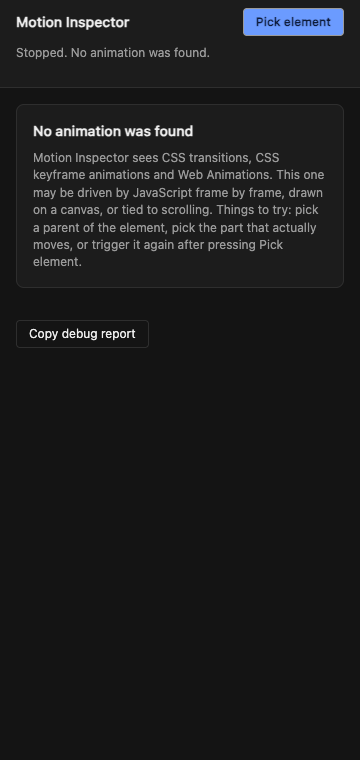 Motion Inspector
Pick element
Stopped. No animation was found.
No animation was found
Motion Inspector sees CSS transitions, CSS
keyframe animations and Web Animations. This one
may be driven by JavaScript frame by frame, drawn
on a canvas, or tied to scrolling. Things to try: pick
a parent of the element, pick the part that actually
moves, or trigger it again after pressing Pick
element.
Copy debug report